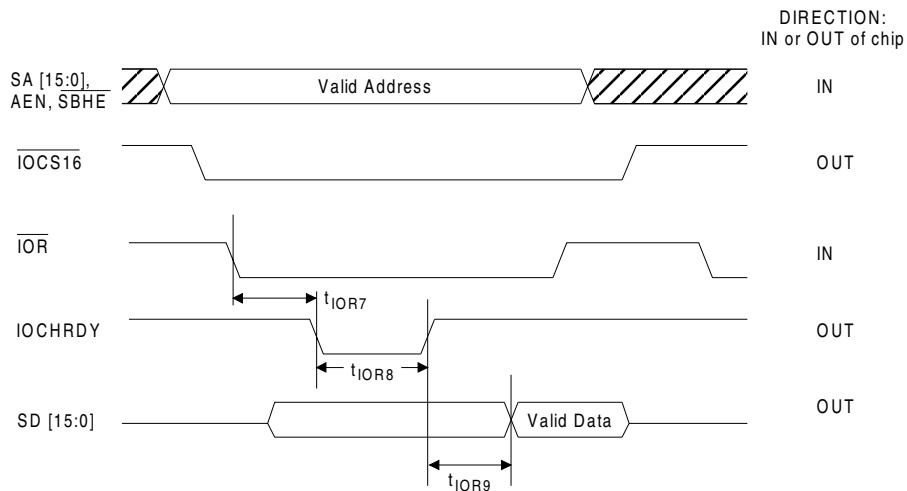 DIRECTION:
IN or OUT of chip
SA [15:0],
AEN, SBHE
Valid Address
IN
IOCS16
OUT
IOR
IN
tIOR7
IOCHRDY
OUT
tIOR8
SD [15:0]
Valid Data
OUT
tIOR9